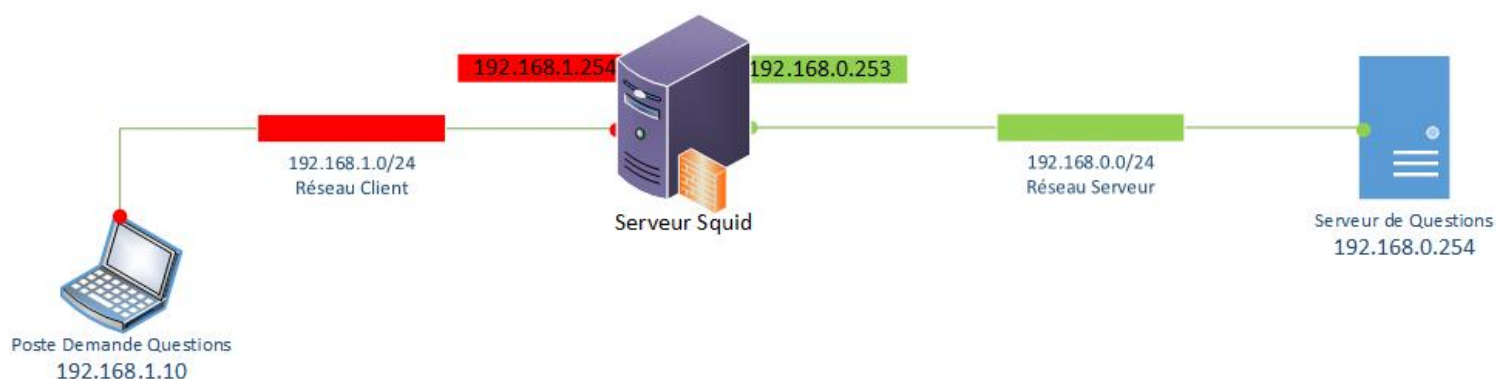 192.168.1.254
192.168.0.253
192.168.1.0/24
Réseau Client
192.168.0.0/24
Réseau Serveur
Serveur Squid
Serveur de Questions
192.168.0.254
Poste Demande Questions
192.168.1.10